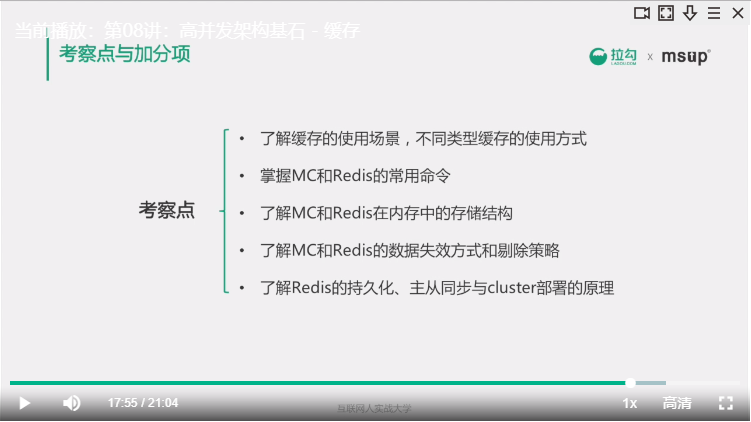 当前播放：第08讲：高并发架构基石 - 缓存
考察点与加分项
拉勾 LAGOU.COM x msup®
考察点
• 了解缓存的使用场景，不同类型缓存的使用方式
• 掌握MC和Redis的常用命令
• 了解MC和Redis在内存中的存储结构
• 了解MC和Redis的数据失效方式和剔除策略
• 了解Redis的持久化、主从同步与cluster部署的原理
17:55 / 21:04
互联网人实战大学
1x
高清